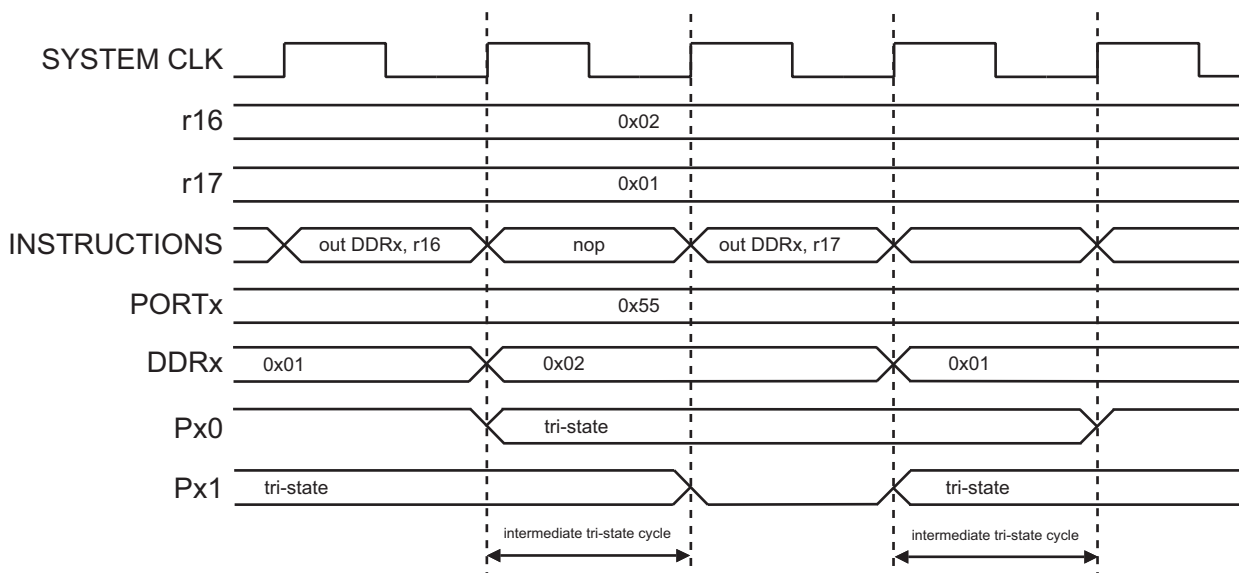 SYSTEM CLK
r16 0x02
r17 0x01
INSTRUCTIONS out DDRx, r16 nop out DDRx, r17
PORTx 0x55
DDRx 0x01 0x02 0x01
Px0 tri-state
Px1 tri-state tri-state
intermediate tri-state cycle intermediate tri-state cycle